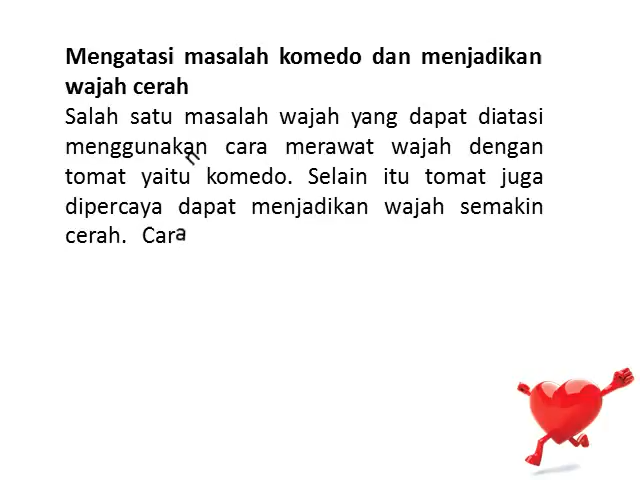 Mengatasi masalah komedo dan menjadikan
wajah cerah
Salah satu masalah wajah yang dapat diatasi
menggunakan cara merawat wajah dengan
tomat yaitu komedo. Selain itu tomat juga
dipercaya dapat menjadikan wajah semakin
cerah. Cara
n